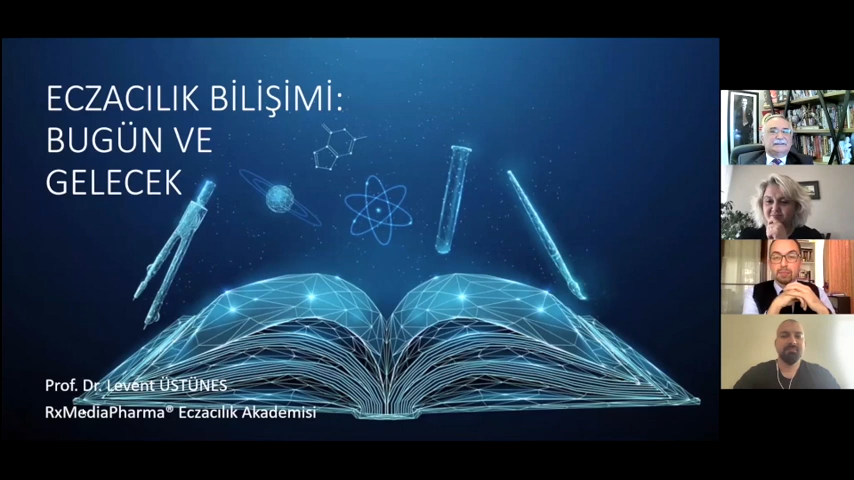 ECZACILIK BİLİŞİMİ:
BUGÜN VE
GELECEK
Prof. Dr. Levent ÜSTÜNES
RxMediaPharma® Eczacılık Akademisi